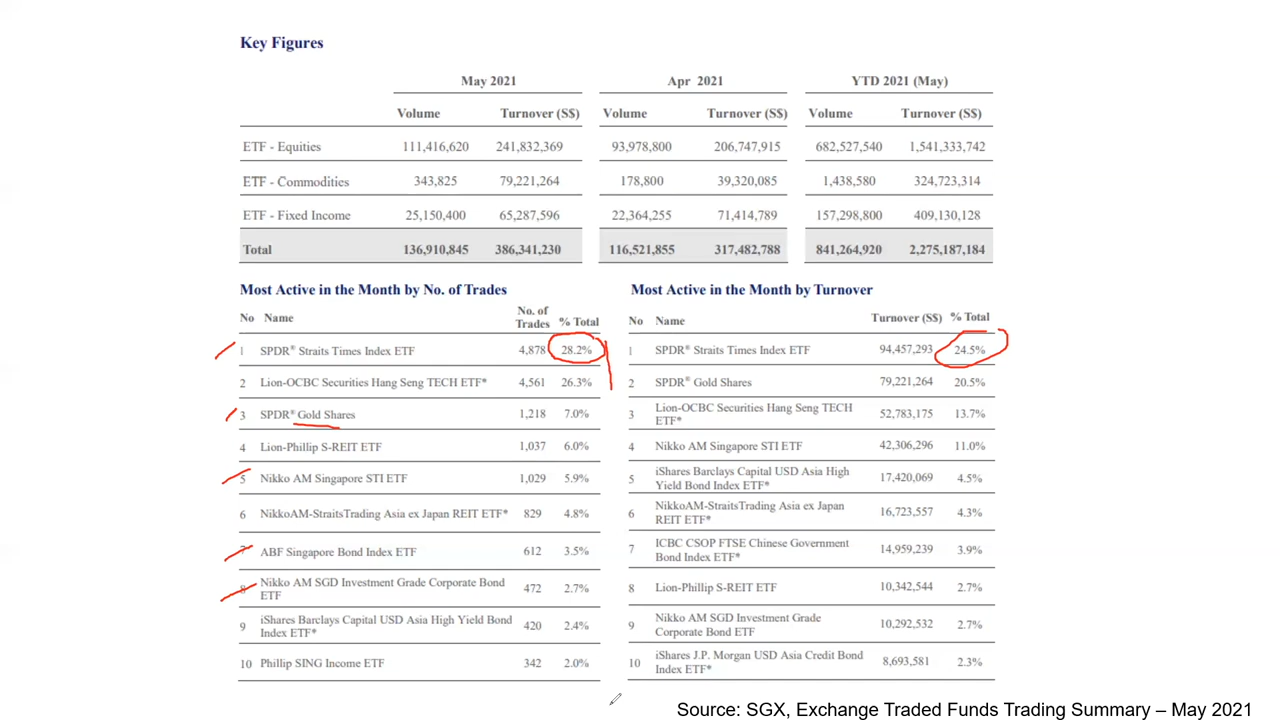 Key Figures
May 2021 Apr 2021 YTD 2021 (May)
Volume Turnover (S$) Volume Turnover (S$) Volume Turnover (S$)
ETF - Equities 111,416,620 241,832,369 93,978,800 206,747,915 682,527,540 1,541,333,742
ETF - Commodities 343,825 79,221,264 178,800 39,320,085 1,438,580 324,723,314
ETF - Fixed Income 25,150,400 65,287,596 22,364,255 71,414,789 157,298,800 409,130,128
Total 136,910,845 386,341,230 116,521,855 317,482,788 841,264,920 2,275,187,184
Most Active in the Month by No. of Trades
No Name No. of Trades % Total
1 SPDR® Straits Times Index ETF 4,878 28.2%
2 Lion-OCBC Securities Hang Seng TECH ETF* 4,561 26.3%
3 SPDR® Gold Shares 1,218 7.0%
4 Lion-Phillip S-REIT ETF 1,037 6.0%
5 Nikko AM Singapore STI ETF 1,029 5.9%
6 NikkoAM-StraitsTrading Asia ex Japan REIT ETF* 829 4.8%
7 ABF Singapore Bond Index ETF 612 3.5%
8 Nikko AM SGD Investment Grade Corporate Bond
ETF 472 2.7%
9 iShares Barclays Capital USD Asia High Yield Bond
Index ETF* 420 2.4%
10 Phillip SING Income ETF 342 2.0%
Most Active in the Month by Turnover
No Name Turnover (S$) % Total
1 SPDR® Straits Times Index ETF 94,457,293 24.5%
2 SPDR® Gold Shares 79,221,264 20.5%
3 Lion-OCBC Securities Hang Seng TECH
ETF* 52,783,175 13.7%
4 Nikko AM Singapore STI ETF 42,306,296 11.0%
5 iShares Barclays Capital USD Asia High
Yield Bond Index ETF* 17,420,069 4.5%
6 NikkoAM-StraitsTrading Asia ex Japan
REIT ETF* 16,723,557 4.3%
7 ICBC CSOP FTSE Chinese Government
Bond Index ETF* 14,959,239 3.9%
8 Lion-Phillip S-REIT ETF 10,342,544 2.7%
9 Nikko AM SGD Investment Grade
Corporate Bond ETF 10,292,532 2.7%
10 iShares J.P. Morgan USD Asia Credit Bond
Index ETF* 8,693,581 2.3%
Source: SGX, Exchange Traded Funds Trading Summary – May 2021